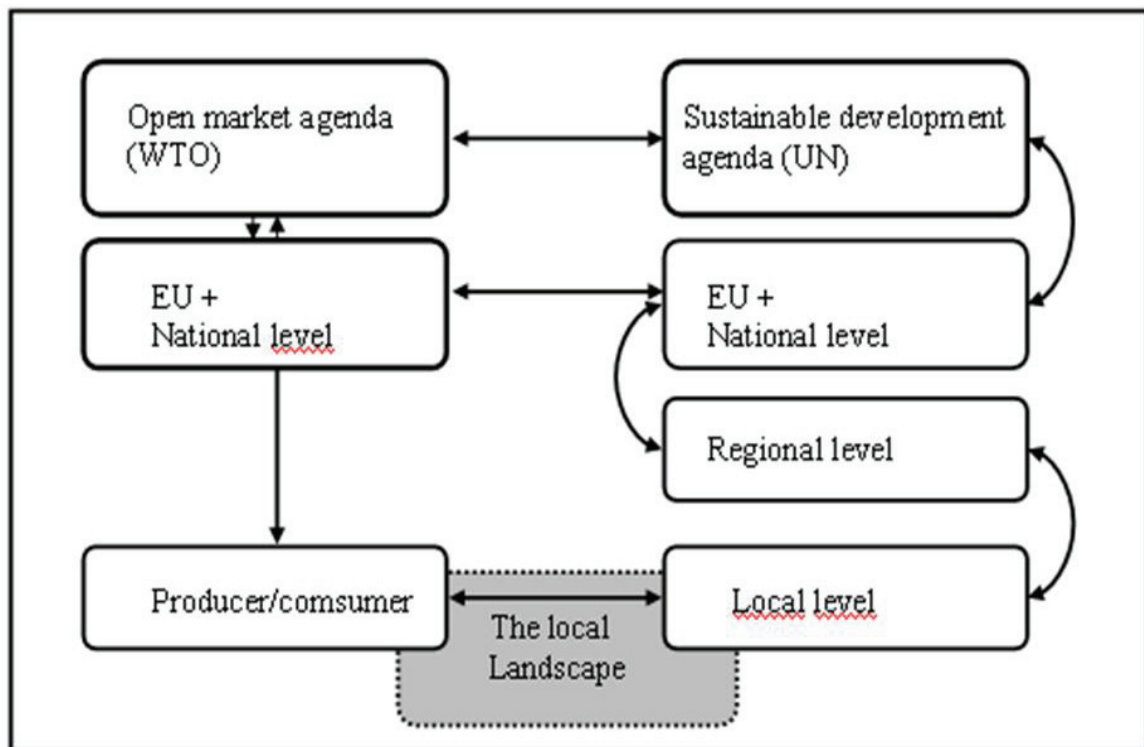 Open market agenda
(WTO)
Sustainable development
agenda (UN)
EU +
National level
EU +
National level
Regional level
Producer/comsumer
Local level
The local
Landscape